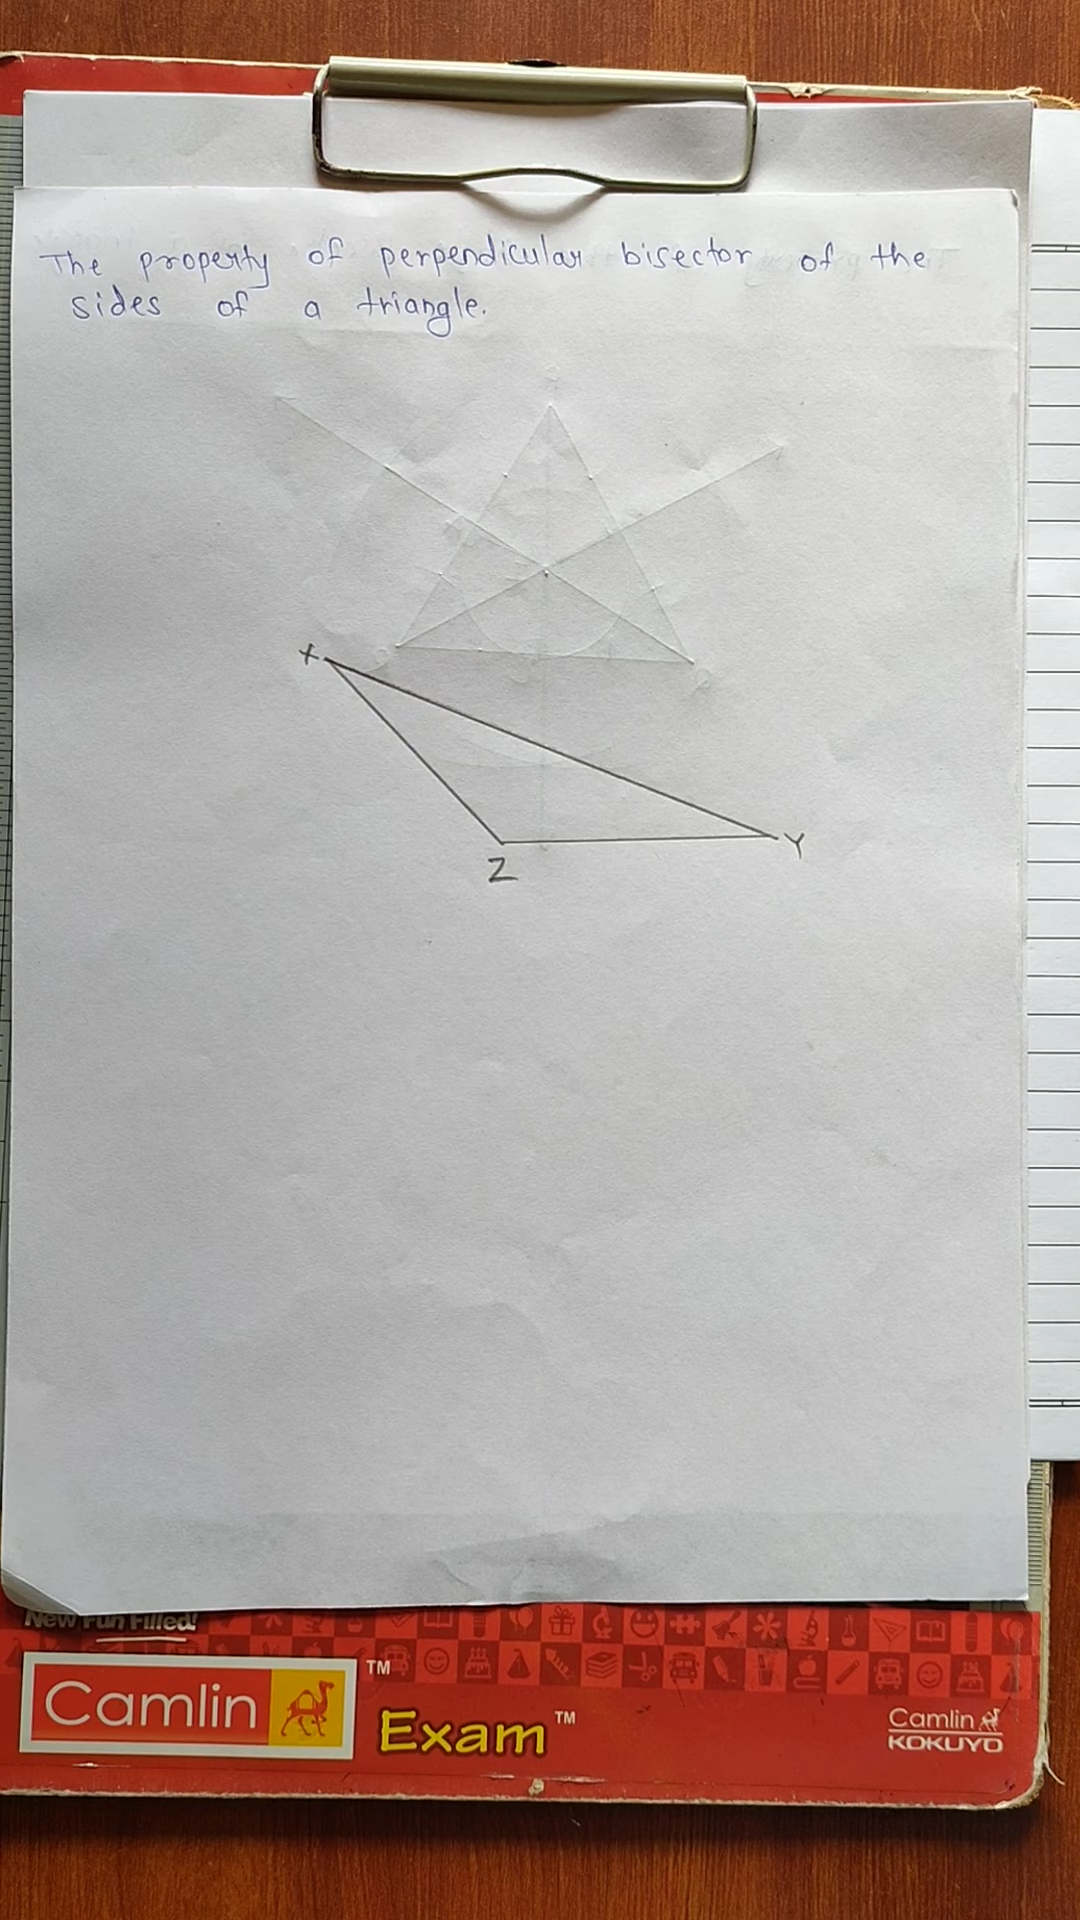 The property of perpendicular bisector of the
sides of a triangle.
X
Y
Z
New Fun Filled!
Camlin TM
Exam TM
Camlin
KOKUYO